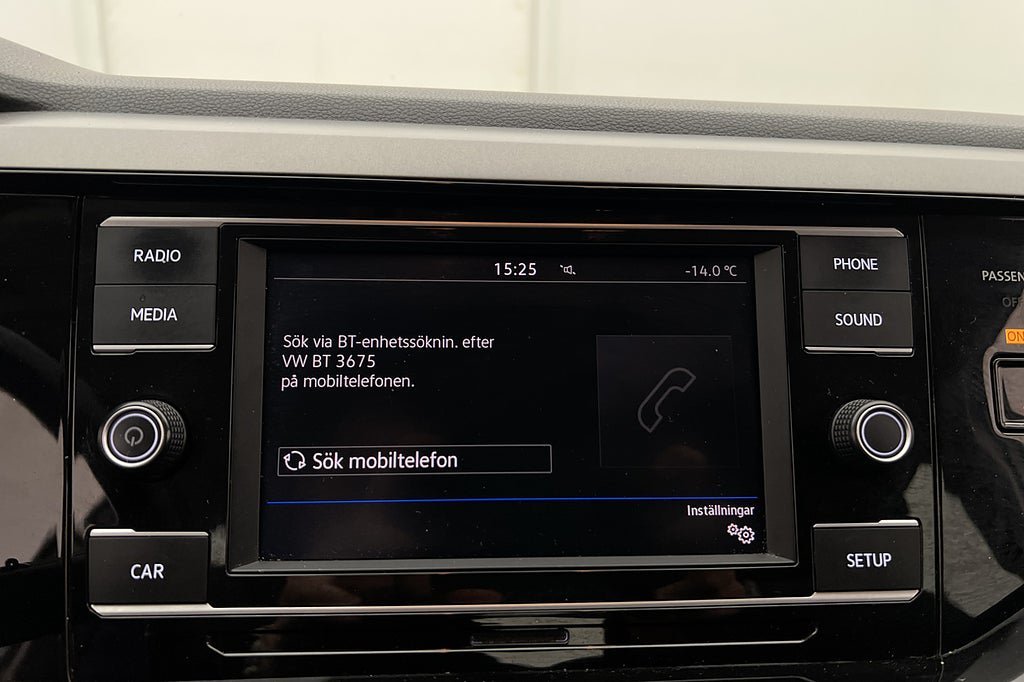 RADIO
MEDIA
CAR
15:25
-14.0 °C
Sök via BT-enhetssöknin. efter
VW BT 3675
på mobiltelefonen.
Sök mobiltelefon
Inställningar
PHONE
SOUND
SETUP
PASSEN
ON